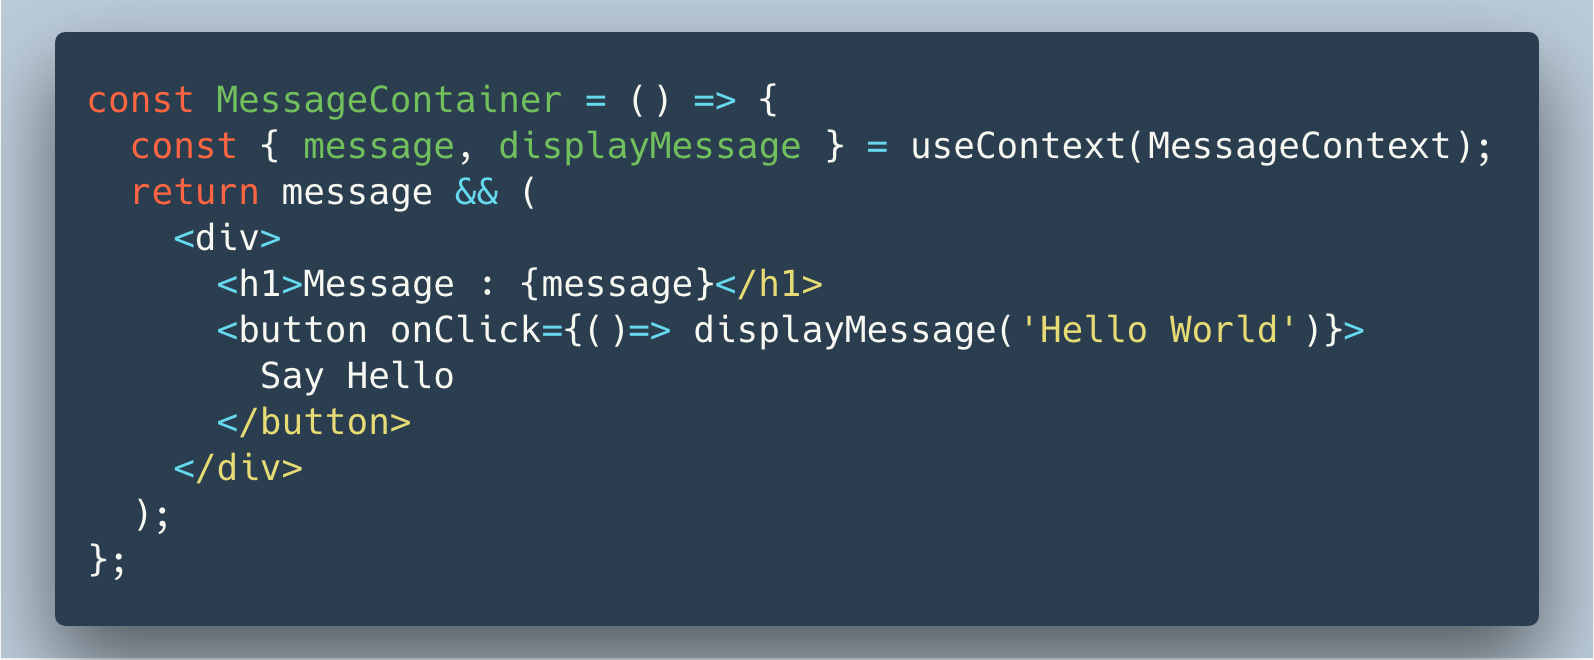 const MessageContainer = () => {
  const { message, displayMessage } = useContext(MessageContext);
  return message && (
    <div>
      <h1>Message : {message}</h1>
      <button onClick={()=> displayMessage('Hello World')}>
        Say Hello
      </button>
    </div>
  );
};